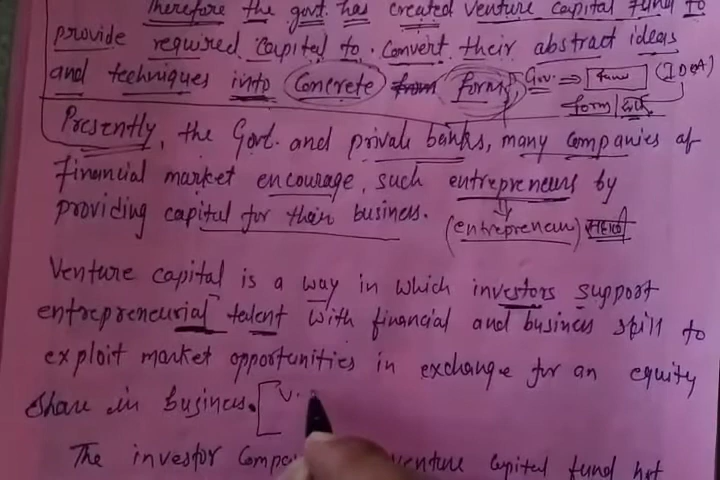 Therefore the govt. has created venture capital fund to
provide required capital to convert their abstract ideas
and techniques into Concrete from form Gov. ⇒ (IDEA)
form
Presently, the Govt. and private banks, many companies of
financial market encourage such entrepreneurs by
providing capital for their business.
(entrepreneur)
Venture capital is a way in which investors support
entrepreneurial talent with financial and business skill to
exploit market opportunities in exchange for an equity
share in business. [V.
The investor Compa venture Capital fund not